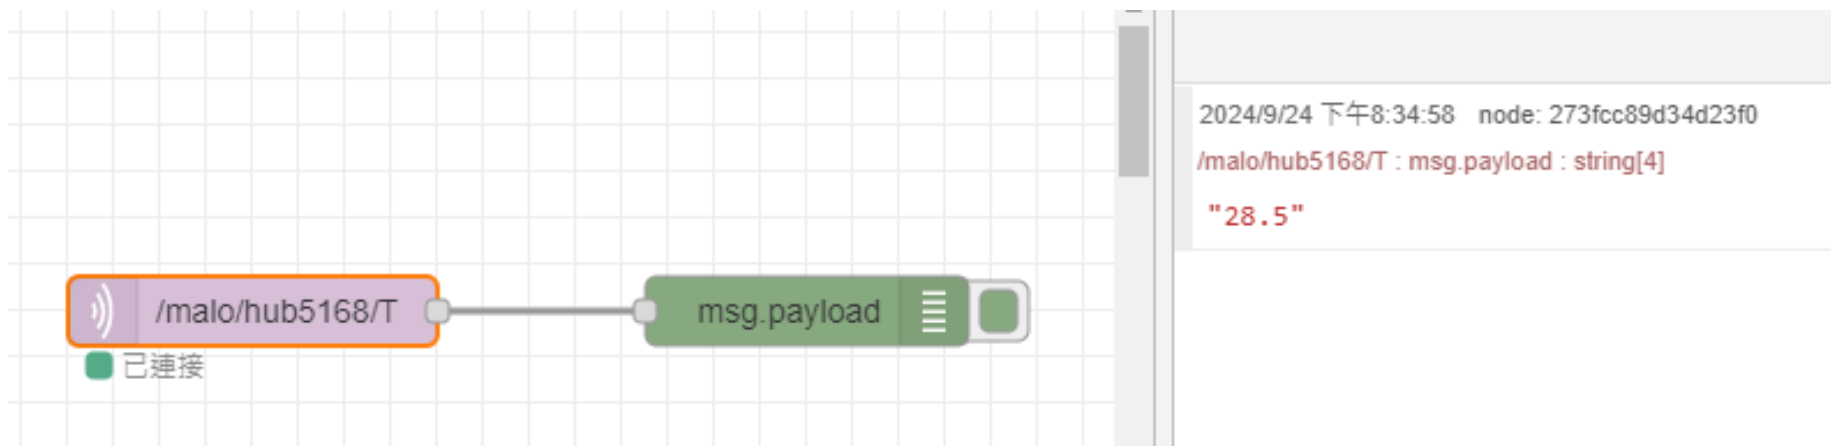 /malo/hub5168/T
已連接
msg.payload
2024/9/24 下午8:34:58 node: 273fcc89d34d23f0
/malo/hub5168/T : msg.payload : string[4]
"28.5"